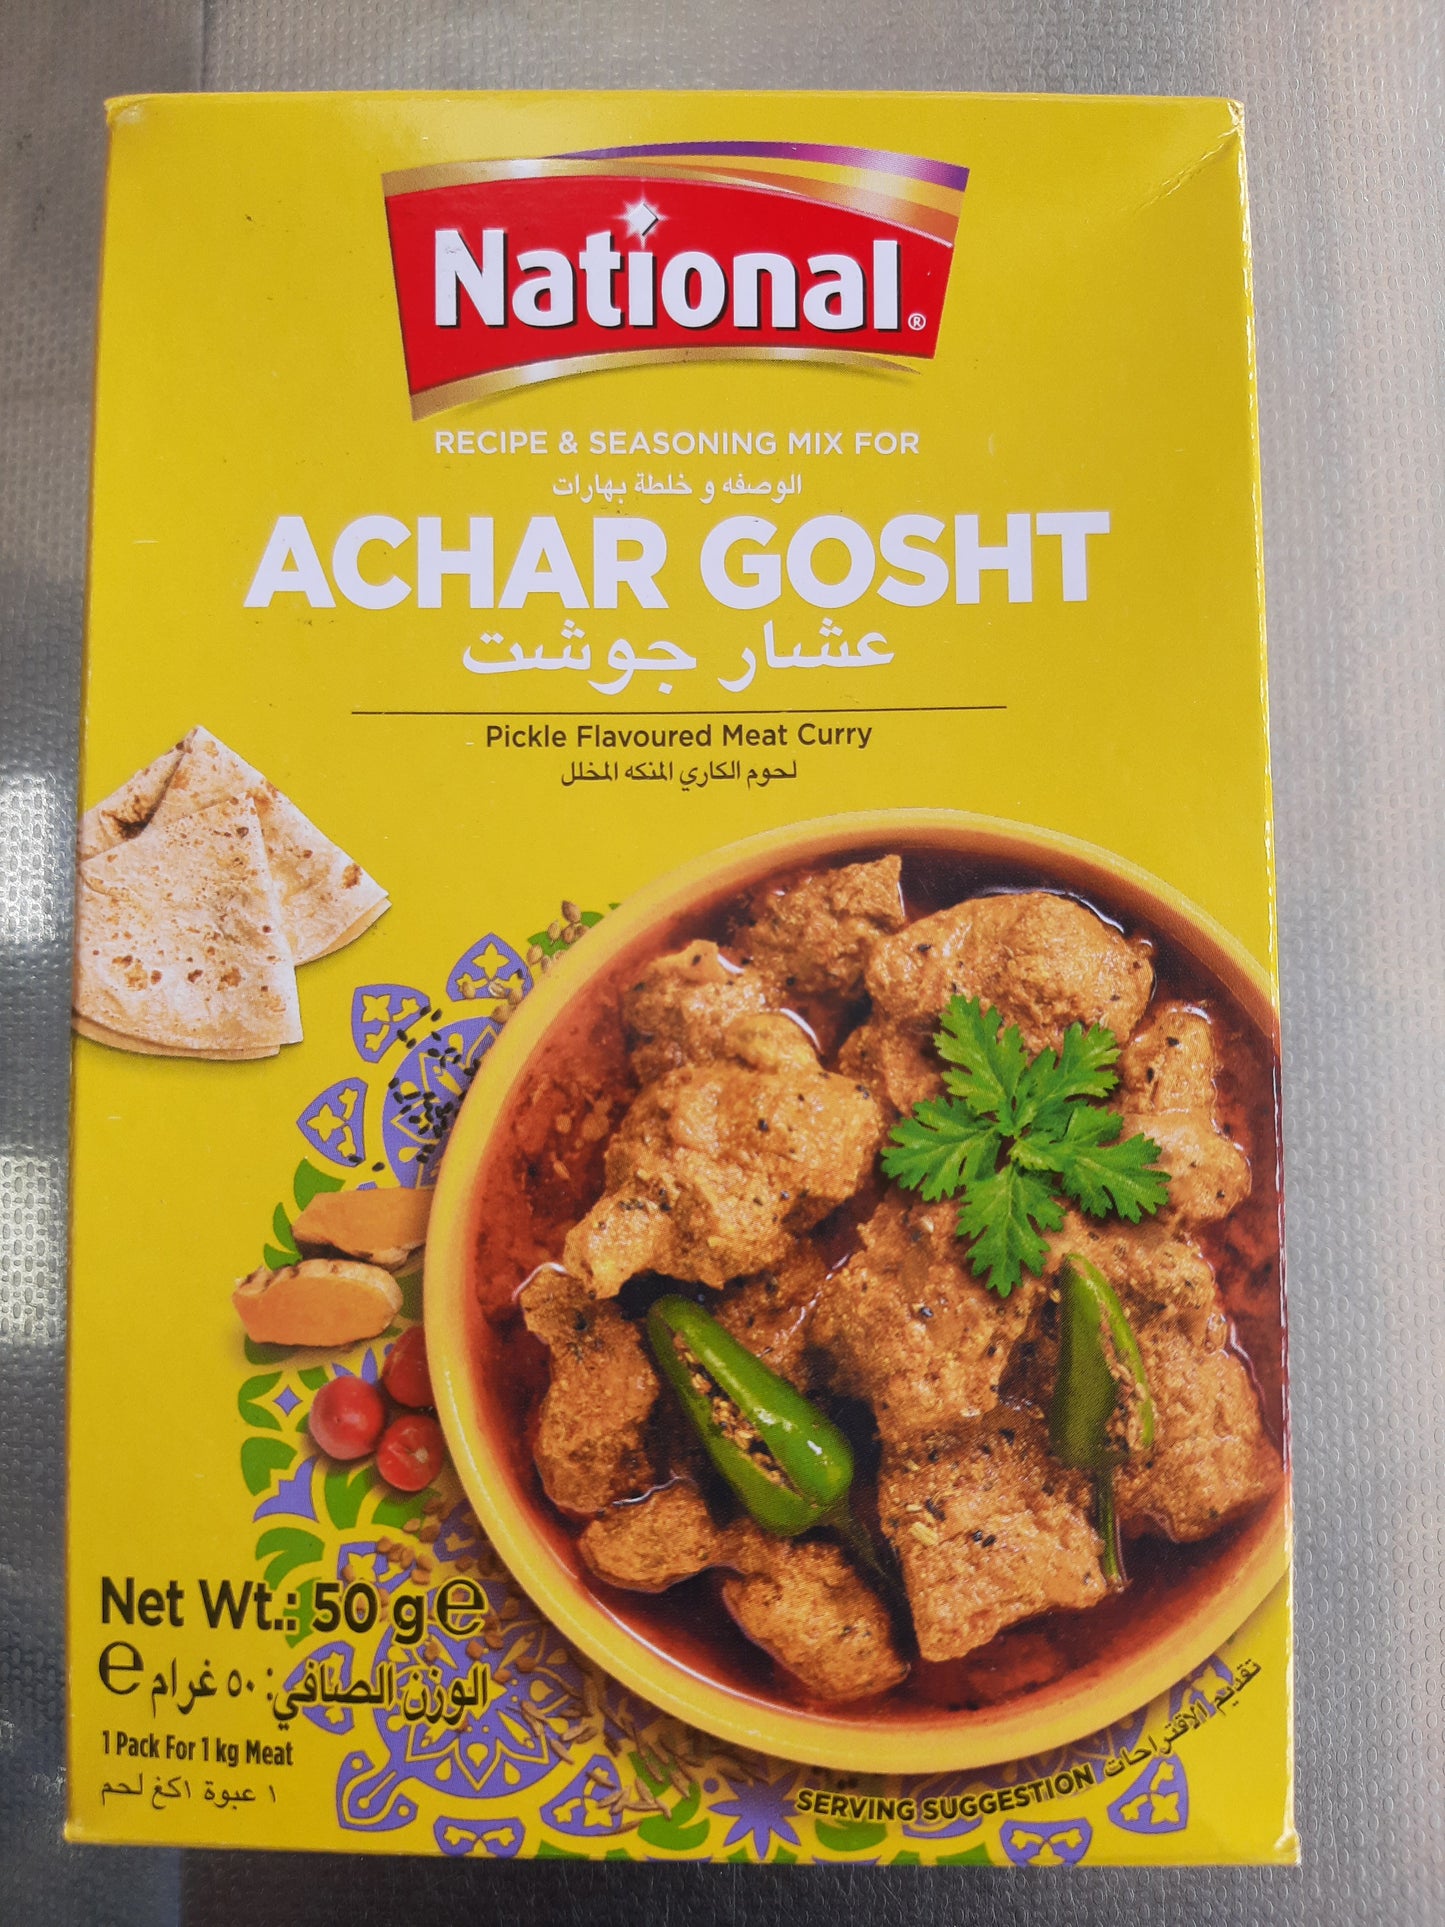 National®
RECIPE & SEASONING MIX FOR
الوصفه و خلطة بهارات
ACHAR GOSHT
عشار جوشت
Pickle Flavoured Meat Curry
لحوم الكاري المنكه المخلل
Net Wt.: 50 g ℮
الوزن الصافي: ٥٠ غرام ℮
1 Pack For 1 kg Meat
١ عبوة ١كغ لحم
SERVING SUGGESTION تقديم الاقتراحات